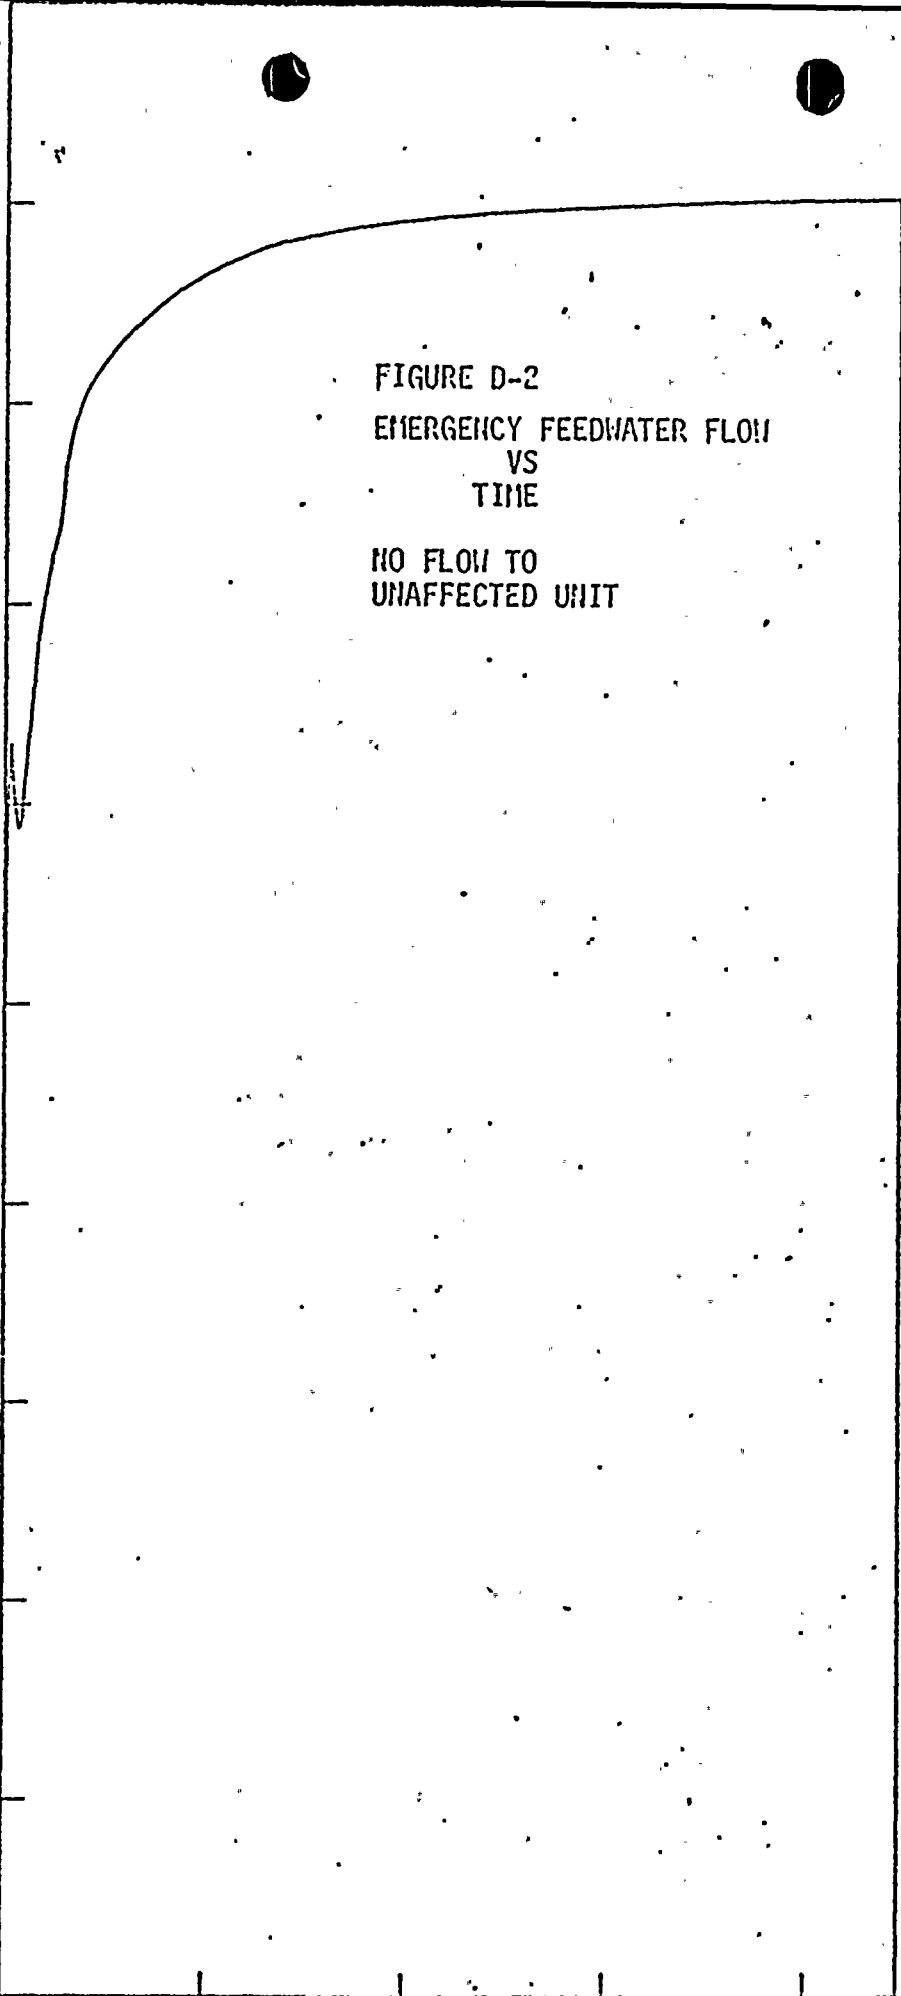 FIGURE D-2
EMERGENCY FEEDWATER FLOW
VS
TIME
NO FLOW TO
UNAFFECTED UNIT